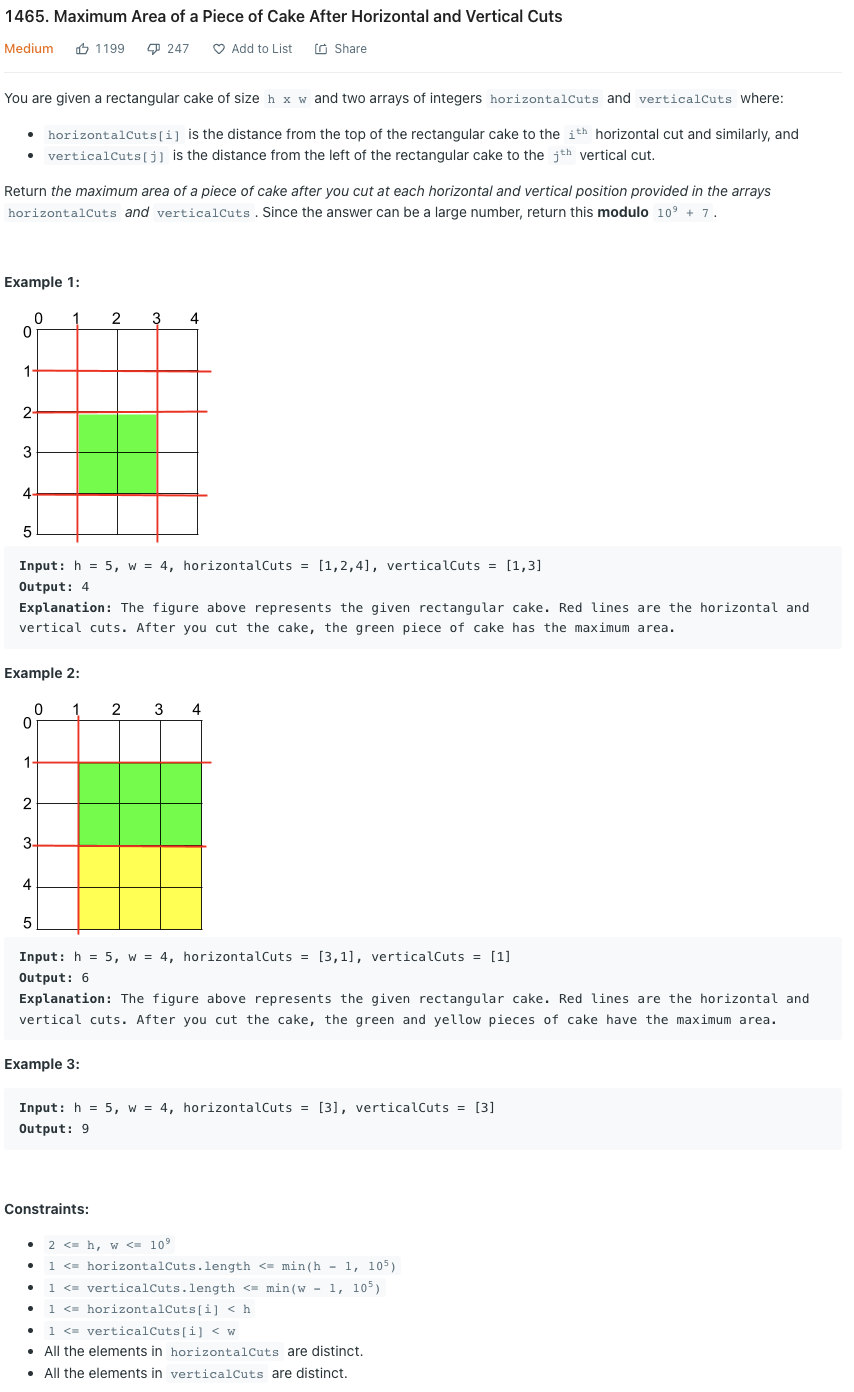 1465. Maximum Area of a Piece of Cake After Horizontal and Vertical Cuts
Medium 1199 247 Add to List Share
You are given a rectangular cake of size h x w and two arrays of integers horizontalCuts and verticalCuts where:
• horizontalCuts[i] is the distance from the top of the rectangular cake to the iᵗʰ horizontal cut and similarly, and
• verticalCuts[j] is the distance from the left of the rectangular cake to the jᵗʰ vertical cut.
Return the maximum area of a piece of cake after you cut at each horizontal and vertical position provided in the arrays
horizontalCuts and verticalCuts. Since the answer can be a large number, return this modulo 10⁹ + 7.
Example 1:
0 1 2 3 4
0
1
2
3
4
5
Input: h = 5, w = 4, horizontalCuts = [1,2,4], verticalCuts = [1,3]
Output: 4
Explanation: The figure above represents the given rectangular cake. Red lines are the horizontal and
vertical cuts. After you cut the cake, the green piece of cake has the maximum area.
Example 2:
0 1 2 3 4
0
1
2
3
4
5
Input: h = 5, w = 4, horizontalCuts = [3,1], verticalCuts = [1]
Output: 6
Explanation: The figure above represents the given rectangular cake. Red lines are the horizontal and
vertical cuts. After you cut the cake, the green and yellow pieces of cake have the maximum area.
Example 3:
Input: h = 5, w = 4, horizontalCuts = [3], verticalCuts = [3]
Output: 9
Constraints:
• 2 <= h, w <= 10⁹
• 1 <= horizontalCuts.length <= min(h - 1, 10⁵)
• 1 <= verticalCuts.length <= min(w - 1, 10⁵)
• 1 <= horizontalCuts[i] < h
• 1 <= verticalCuts[i] < w
• All the elements in horizontalCuts are distinct.
• All the elements in verticalCuts are distinct.